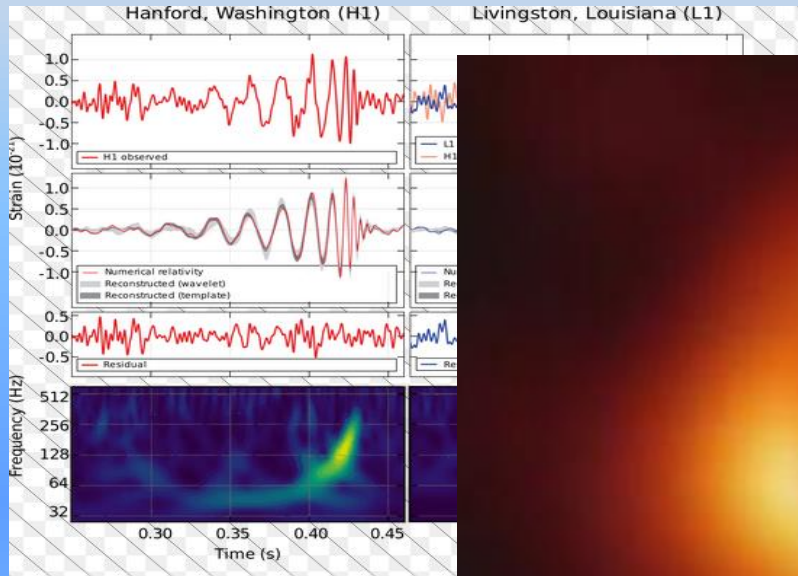 Hanford, Washington (H1)
Livingston, Louisiana (L1)
1.0
0.5
0.0
-0.5
-1.0
H1 observed
L1
H1
Strain (10⁻²¹)
1.0
0.5
0.0
-0.5
-1.0
Numerical relativity
Reconstructed (wavelet)
Reconstructed (template)
0.5
0.0
-0.5
Residual
Frequency (Hz)
512
256
128
64
32
0.30 0.35 0.40 0.45
Time (s)